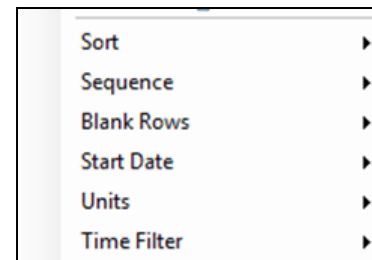 Sort
Sequence
Blank Rows
Start Date
Units
Time Filter